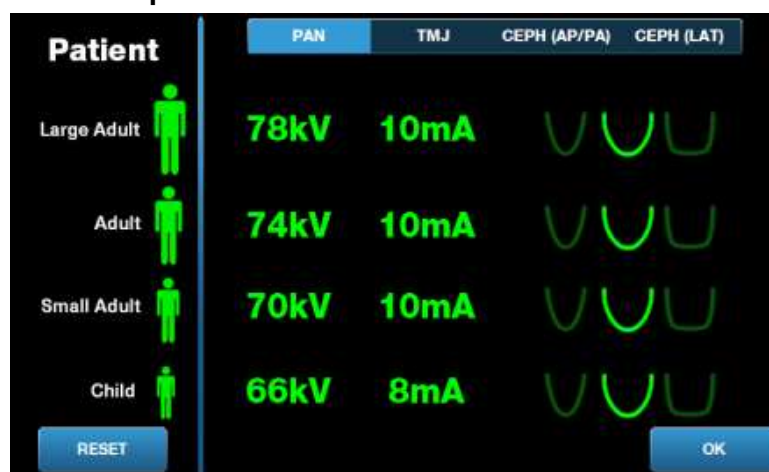 Patient
PAN TMJ CEPH (AP/PA) CEPH (LAT)
Large Adult 78kV 10mA
Adult 74kV 10mA
Small Adult 70kV 10mA
Child 66kV 8mA
RESET OK